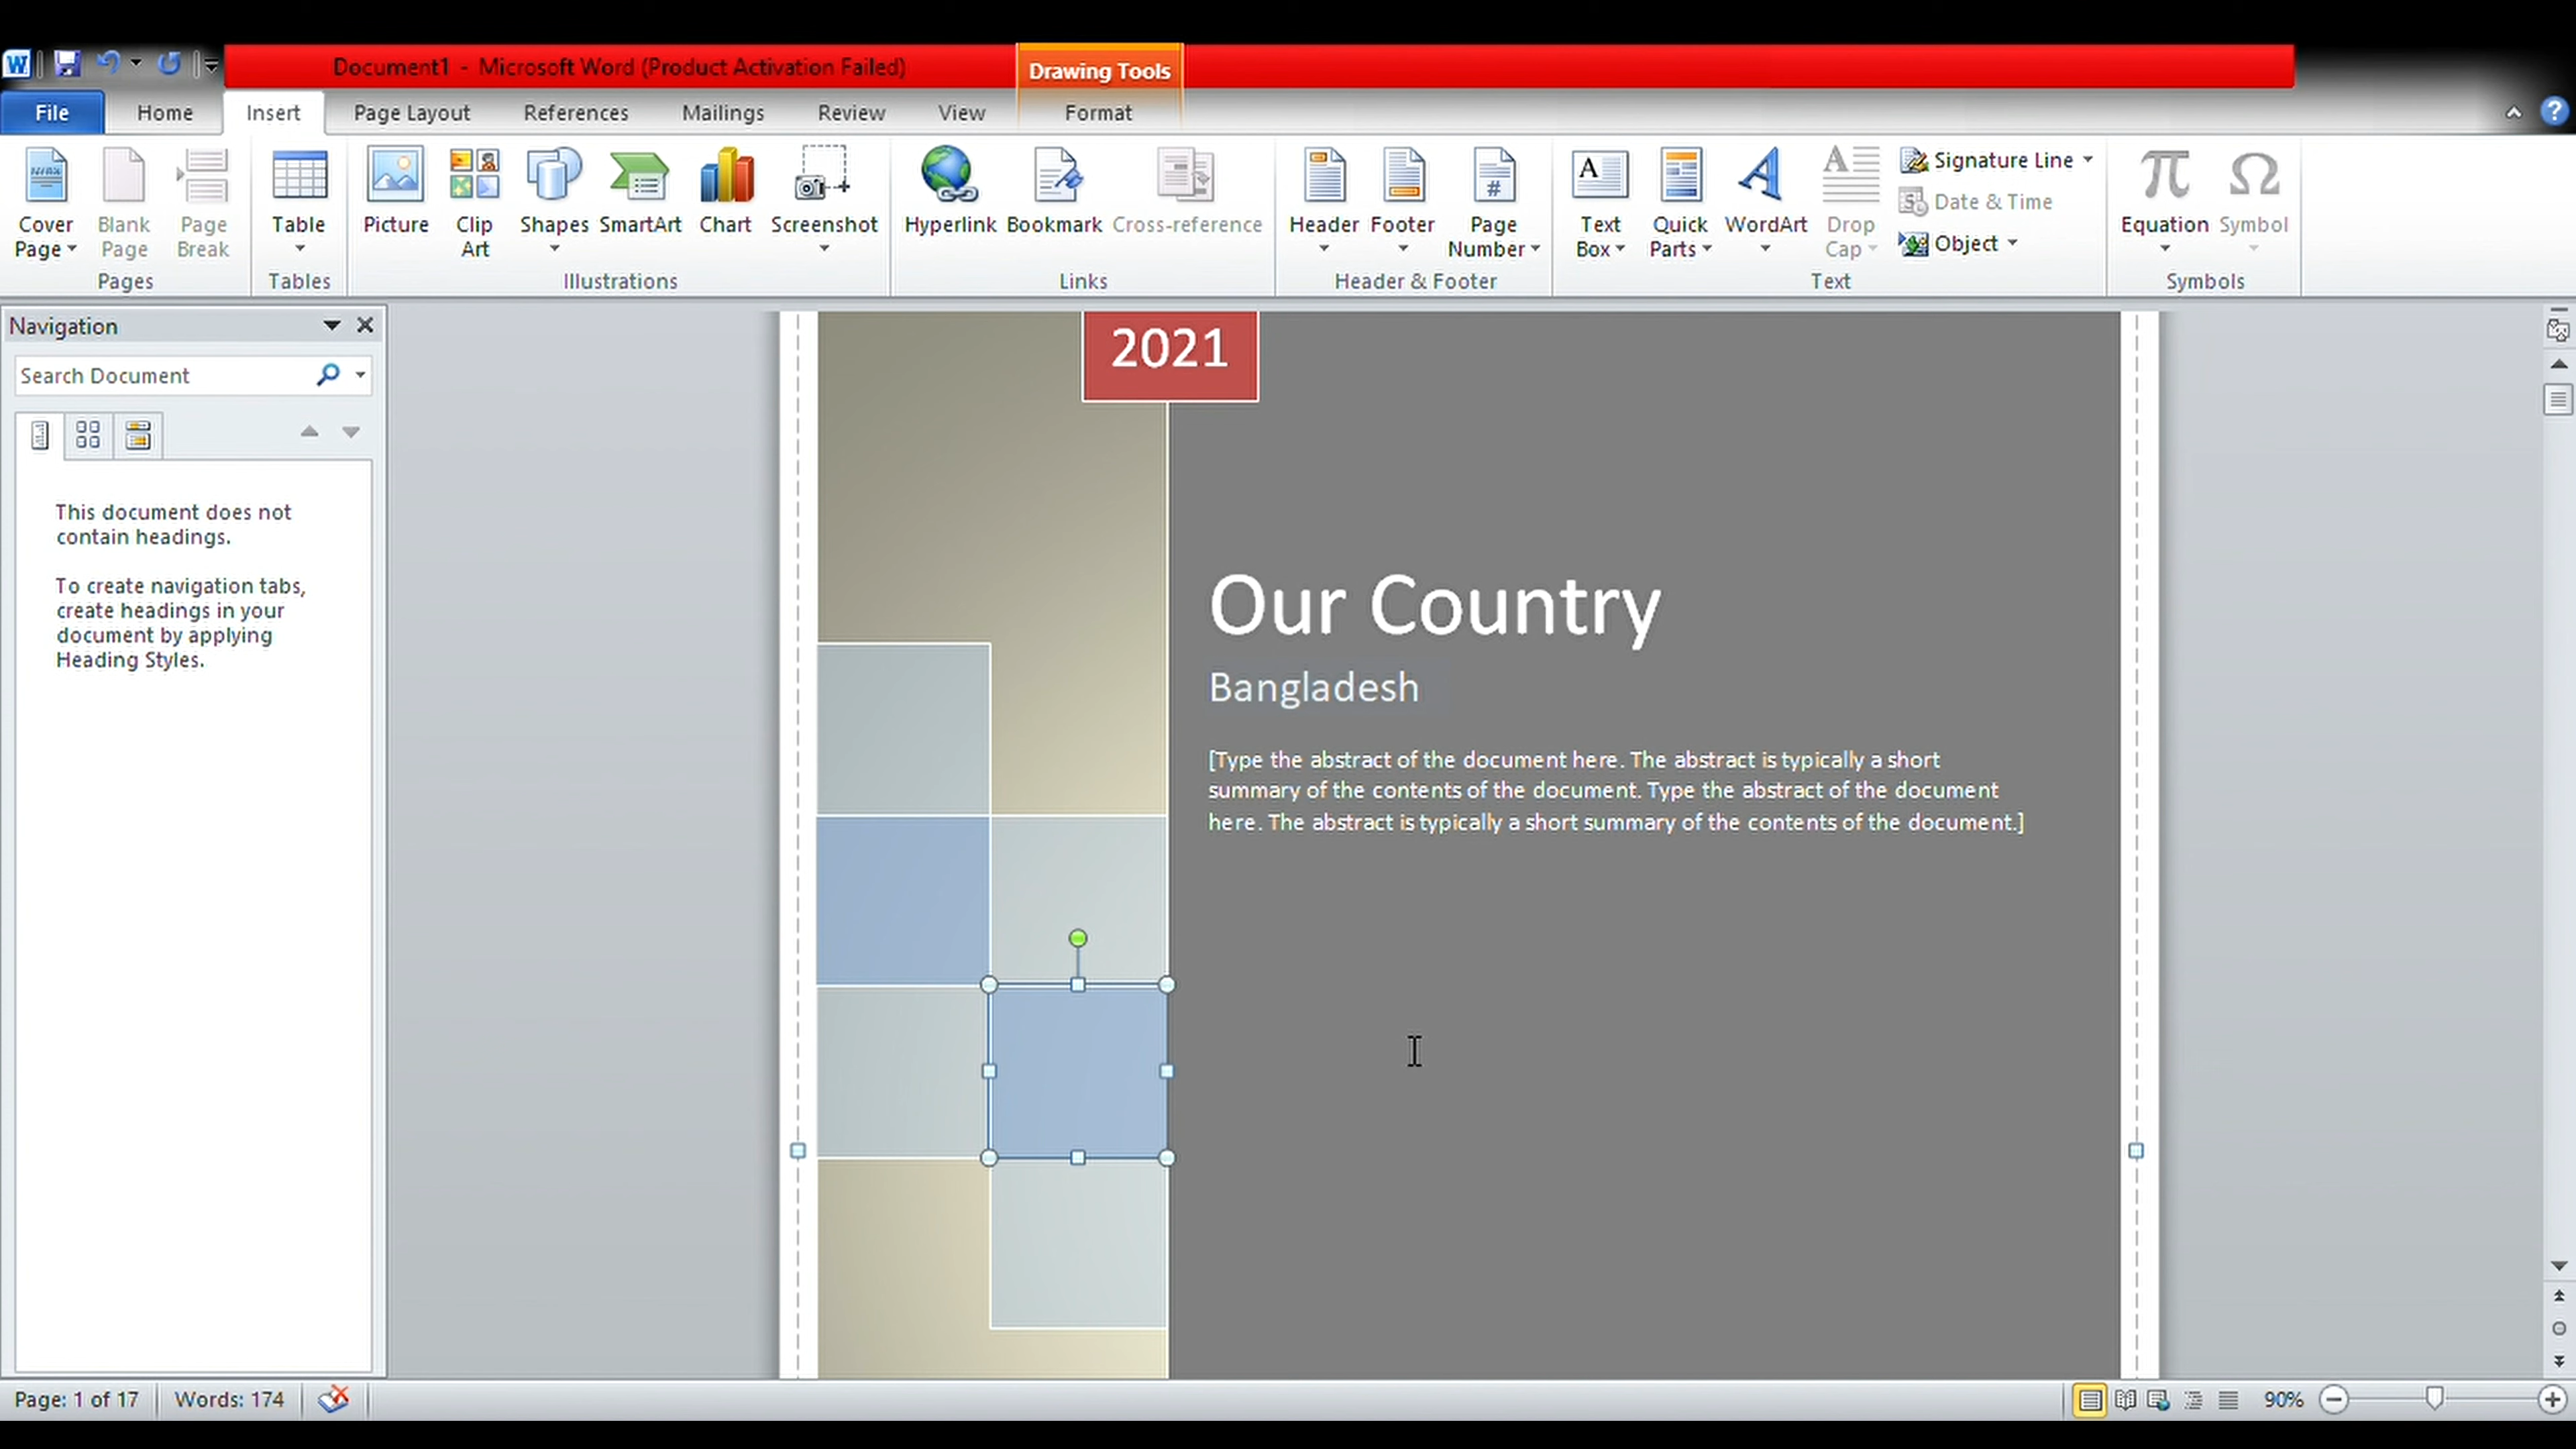 Document1 - Microsoft Word (Product Activation Failed)
Drawing Tools
File Home Insert Page Layout References Mailings Review View Format
Cover Page
Blank Page
Page Break
Pages
Table
Tables
Picture
Clip Art
Shapes
SmartArt
Chart
Screenshot
Illustrations
Hyperlink
Bookmark
Cross-reference
Links
Header
Footer
Page Number
Header & Footer
Text Box
Quick Parts
WordArt
Drop Cap
Signature Line
Date & Time
Object
Text
Equation
Symbol
Symbols
Navigation
Search Document
This document does not
contain headings.
To create navigation tabs,
create headings in your
document by applying
Heading Styles.
2021
Our Country
Bangladesh
[Type the abstract of the document here. The abstract is typically a short
summary of the contents of the document. Type the abstract of the document
here. The abstract is typically a short summary of the contents of the document.]
Page: 1 of 17
Words: 174
90%